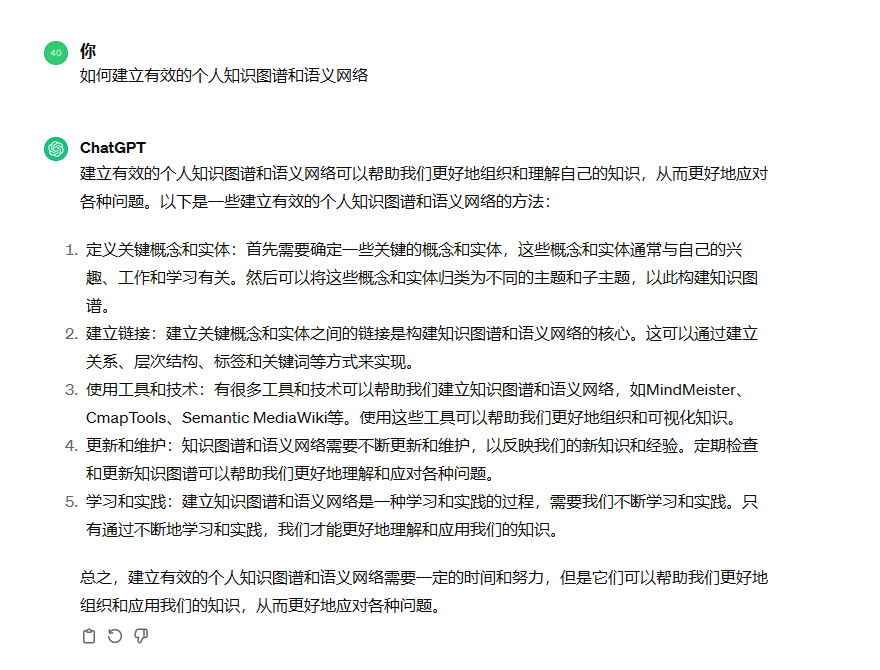 40
你
如何建立有效的个人知识图谱和语义网络
ChatGPT
建立有效的个人知识图谱和语义网络可以帮助我们更好地组织和理解自己的知识，从而更好地应对
各种问题。以下是一些建立有效的个人知识图谱和语义网络的方法：
1. 定义关键概念和实体：首先需要确定一些关键的概念和实体，这些概念和实体通常与自己的兴
趣、工作和学习有关。然后可以将这些概念和实体归类为不同的主题和子主题，以此构建知识图
谱。
2. 建立链接：建立关键概念和实体之间的链接是构建知识图谱和语义网络的核心。这可以通过建立
关系、层次结构、标签和关键词等方式来实现。
3. 使用工具和技术：有很多工具和技术可以帮助我们建立知识图谱和语义网络，如MindMeister、
CmapTools、Semantic MediaWiki等。使用这些工具可以帮助我们更好地组织和可视化知识。
4. 更新和维护：知识图谱和语义网络需要不断更新和维护，以反映我们的新知识和经验。定期检查
和更新知识图谱可以帮助我们更好地理解和应对各种问题。
5. 学习和实践：建立知识图谱和语义网络是一种学习和实践的过程，需要我们不断学习和实践。只
有通过不断地学习和实践，我们才能更好地理解和应用我们的知识。
总之，建立有效的个人知识图谱和语义网络需要一定的时间和努力，但是它们可以帮助我们更好地
组织和应用我们的知识，从而更好地应对各种问题。